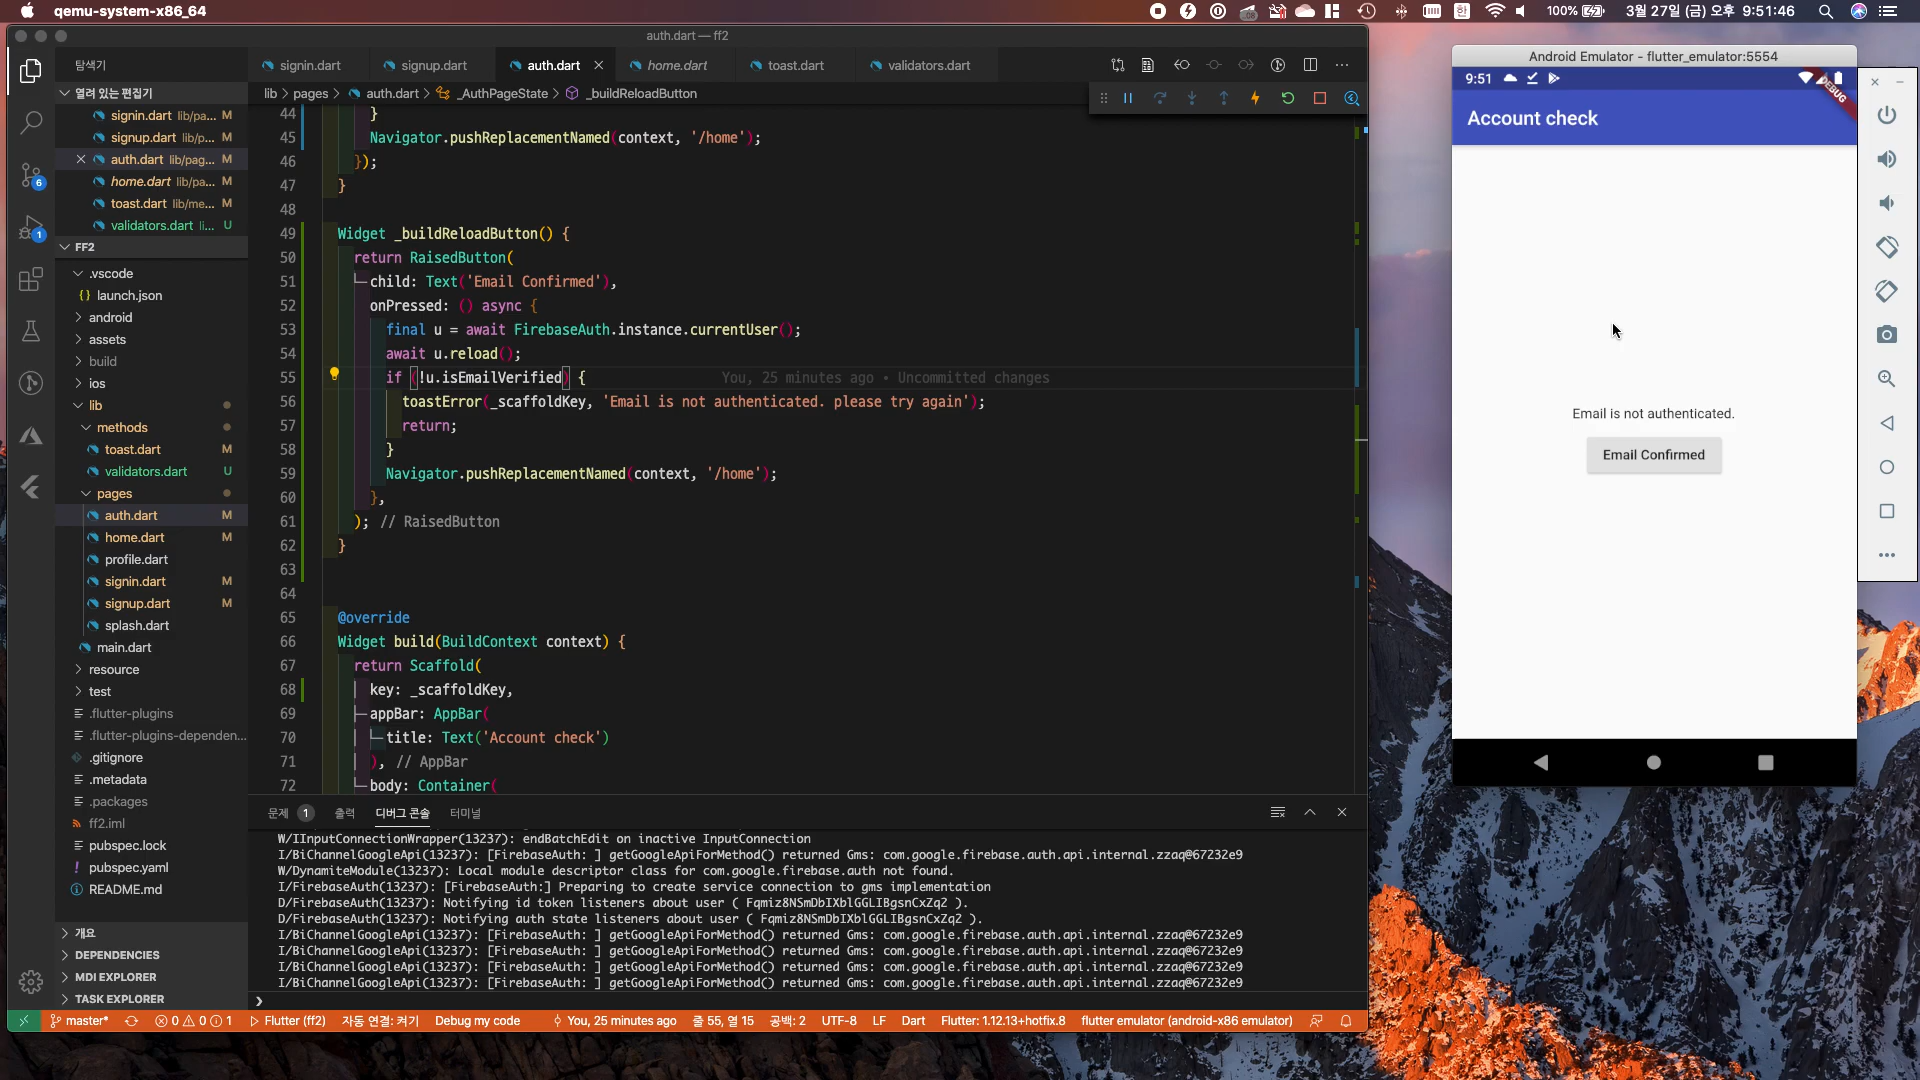 qemu-system-x86_64
한
100%
3월 27일 (금) 오후 9:51:46
auth.dart — ff2
탐색기
signin.dart
signup.dart
auth.dart
home.dart
toast.dart
validators.dart
열려 있는 편집기
lib > pages > auth.dart > _AuthPageState > _buildReloadButton
signin.dart lib/pa... M
signup.dart lib/p... M
auth.dart lib/pag... M
home.dart lib/pa... M
toast.dart lib/me... M
validators.dart li... U
6
1
FF2
.vscode
{} launch.json
android
assets
build
ios
lib
methods
toast.dart M
validators.dart U
pages
auth.dart M
home.dart M
profile.dart
signin.dart M
signup.dart M
splash.dart
main.dart
resource
test
.flutter-plugins
.flutter-plugins-dependen...
.gitignore
.metadata
.packages
ff2.iml
pubspec.lock
! pubspec.yaml
README.md
개요
DEPENDENCIES
MDI EXPLORER
TASK EXPLORER
44 }
45 Navigator.pushReplacementNamed(context, '/home');
46 });
47 }
48
49 Widget _buildReloadButton() {
50 return RaisedButton(
51 child: Text('Email Confirmed'),
52 onPressed: () async {
53 final u = await FirebaseAuth.instance.currentUser();
54 await u.reload();
55 if (!u.isEmailVerified) { You, 25 minutes ago • Uncommitted changes
56 toastError(_scaffoldKey, 'Email is not authenticated. please try again');
57 return;
58 }
59 Navigator.pushReplacementNamed(context, '/home');
60 },
61 ); // RaisedButton
62 }
63
64
65 @override
66 Widget build(BuildContext context) {
67 return Scaffold(
68 key: _scaffoldKey,
69 appBar: AppBar(
70 title: Text('Account check')
71 ), // AppBar
72 body: Container(
문제 1 출력 디버그 콘솔 터미널
W/IInputConnectionWrapper(13237): endBatchEdit on inactive InputConnection
I/BiChannelGoogleApi(13237): [FirebaseAuth: ] getGoogleApiForMethod() returned Gms: com.google.firebase.auth.api.internal.zzaq@67232e9
W/DynamiteModule(13237): Local module descriptor class for com.google.firebase.auth not found.
I/FirebaseAuth(13237): [FirebaseAuth:] Preparing to create service connection to gms implementation
D/FirebaseAuth(13237): Notifying id token listeners about user ( Fqmiz8NSmDbIXblGGLIBgsnCxZq2 ).
D/FirebaseAuth(13237): Notifying auth state listeners about user ( Fqmiz8NSmDbIXblGGLIBgsnCxZq2 ).
I/BiChannelGoogleApi(13237): [FirebaseAuth: ] getGoogleApiForMethod() returned Gms: com.google.firebase.auth.api.internal.zzaq@67232e9
I/BiChannelGoogleApi(13237): [FirebaseAuth: ] getGoogleApiForMethod() returned Gms: com.google.firebase.auth.api.internal.zzaq@67232e9
I/BiChannelGoogleApi(13237): [FirebaseAuth: ] getGoogleApiForMethod() returned Gms: com.google.firebase.auth.api.internal.zzaq@67232e9
I/BiChannelGoogleApi(13237): [FirebaseAuth: ] getGoogleApiForMethod() returned Gms: com.google.firebase.auth.api.internal.zzaq@67232e9
master* 0 0 1 Flutter (ff2) 자동 연결: 켜기 Debug my code You, 25 minutes ago 줄 55, 열 15 공백: 2 UTF-8 LF Dart Flutter: 1.12.13+hotfix.8 flutter emulator (android-x86 emulator)
Android Emulator - flutter_emulator:5554
9:51
DEBUG
Account check
Email is not authenticated.
Email Confirmed